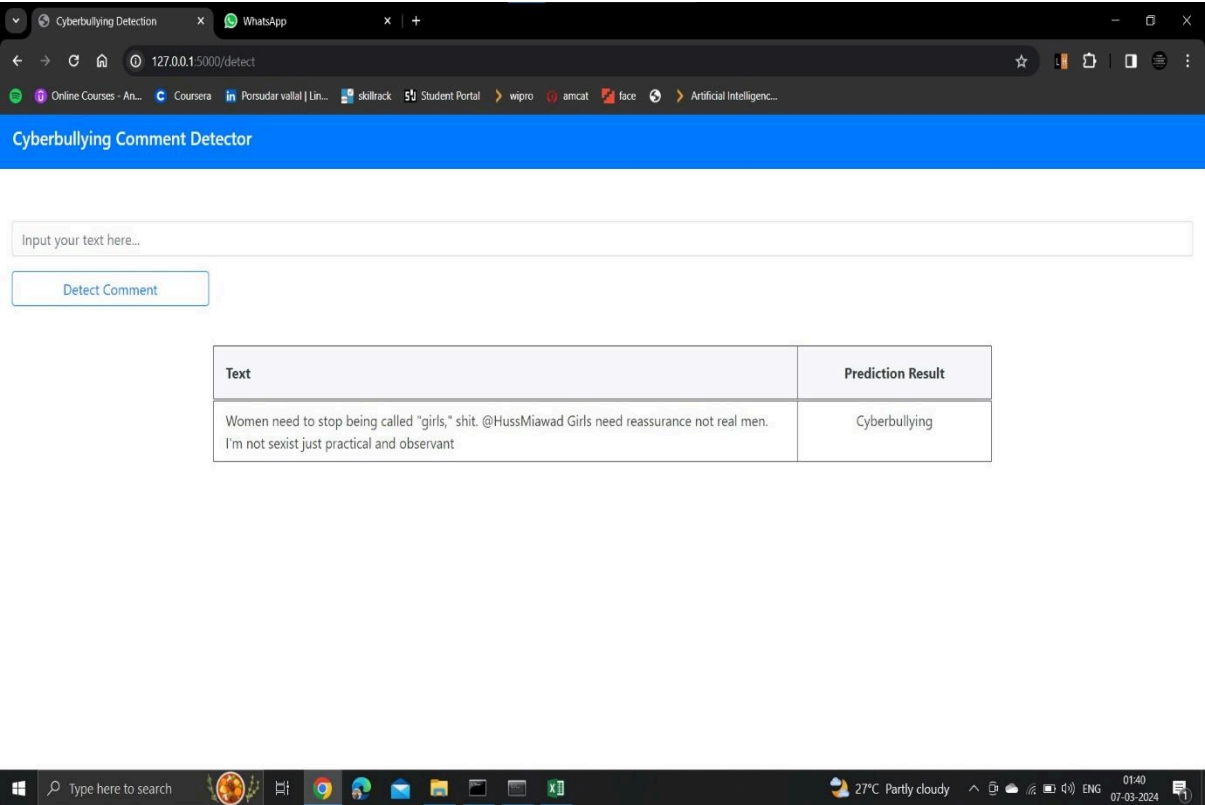 Cyberbullying Detection
WhatsApp
127.0.0.1:5000/detect
Online Courses - An... Coursera Porsudar vallal | Lin... skillrack Student Portal wipro amcat face Artificial Intelligenc...
Cyberbullying Comment Detector
Input your text here...
Detect Comment
Text Prediction Result
Women need to stop being called "girls," shit. @HussMiawad Girls need reassurance not real men. Cyberbullying
I'm not sexist just practical and observant
Type here to search 27°C Partly cloudy ENG 01:40
07-03-2024